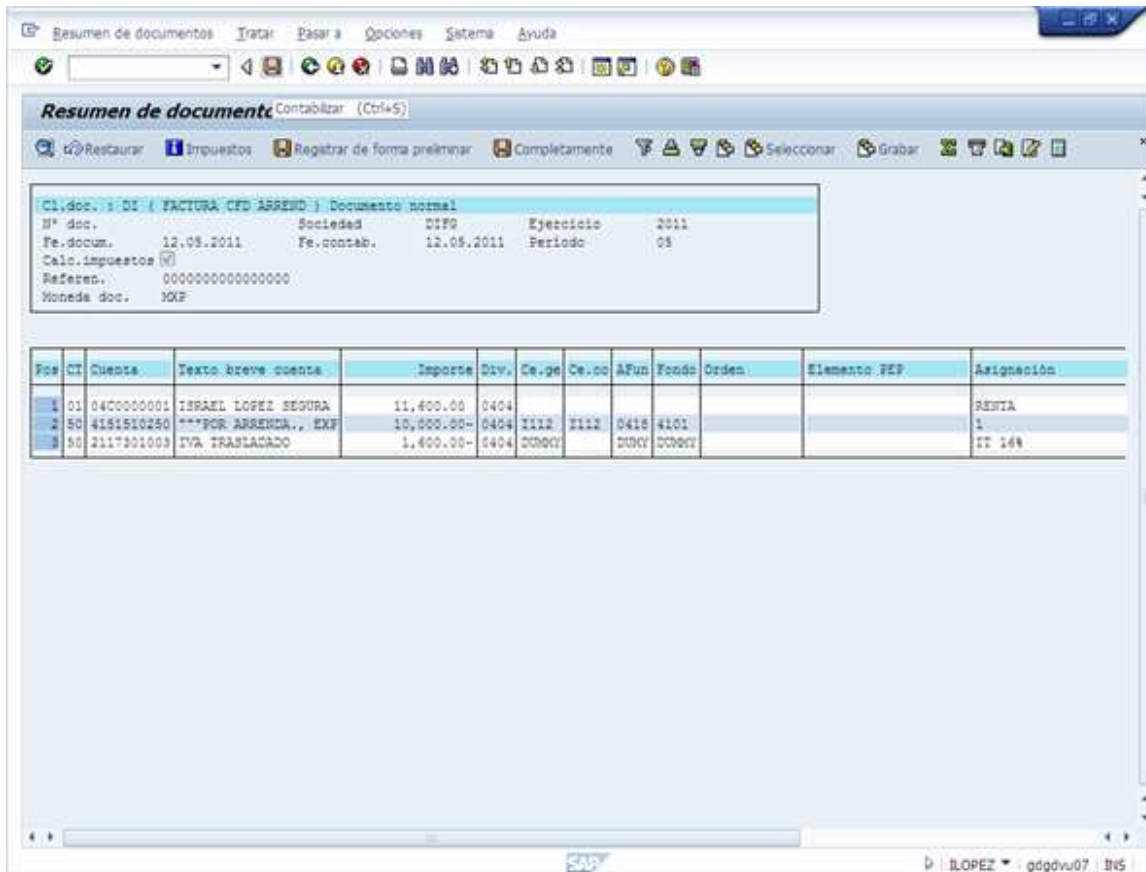 Resumen de documentos Tratar Pasar a Opciones Sistema Ayuda
Resumen de documento Contabilizar (Ctrl+S)
Restaurar Impuestos Registrar de forma preliminar Completamente Seleccionar Grabar
Cl.doc. : DI ( FACTURA CFD ARREND ) Documento normal
Nº doc. Sociedad DIFG Ejercicio 2011
Fe.docum. 12.05.2011 Fe.contab. 12.05.2011 Periodo 05
Calc.impuestos
Referen. 0000000000000000
Moneda doc. MXP
Pos CT Cuenta Texto breve cuenta Importe Div. Ce.ge Ce.co AFun Fondo Orden Elemento PEP Asignación
1 01 04C0000001 ISRAEL LOPEZ SEGURA 11,600.00 0404 RENTA
2 50 4151510250 ***POR ARRENDA., EXP 10,000.00- 0404 I112 I112 0418 4101 1
3 50 2117301003 IVA TRASLADADO 1,600.00- 0404 DUMMY DUMY DUMMY IT 16%
SAP
ILOPEZ gdgdvu07 INS